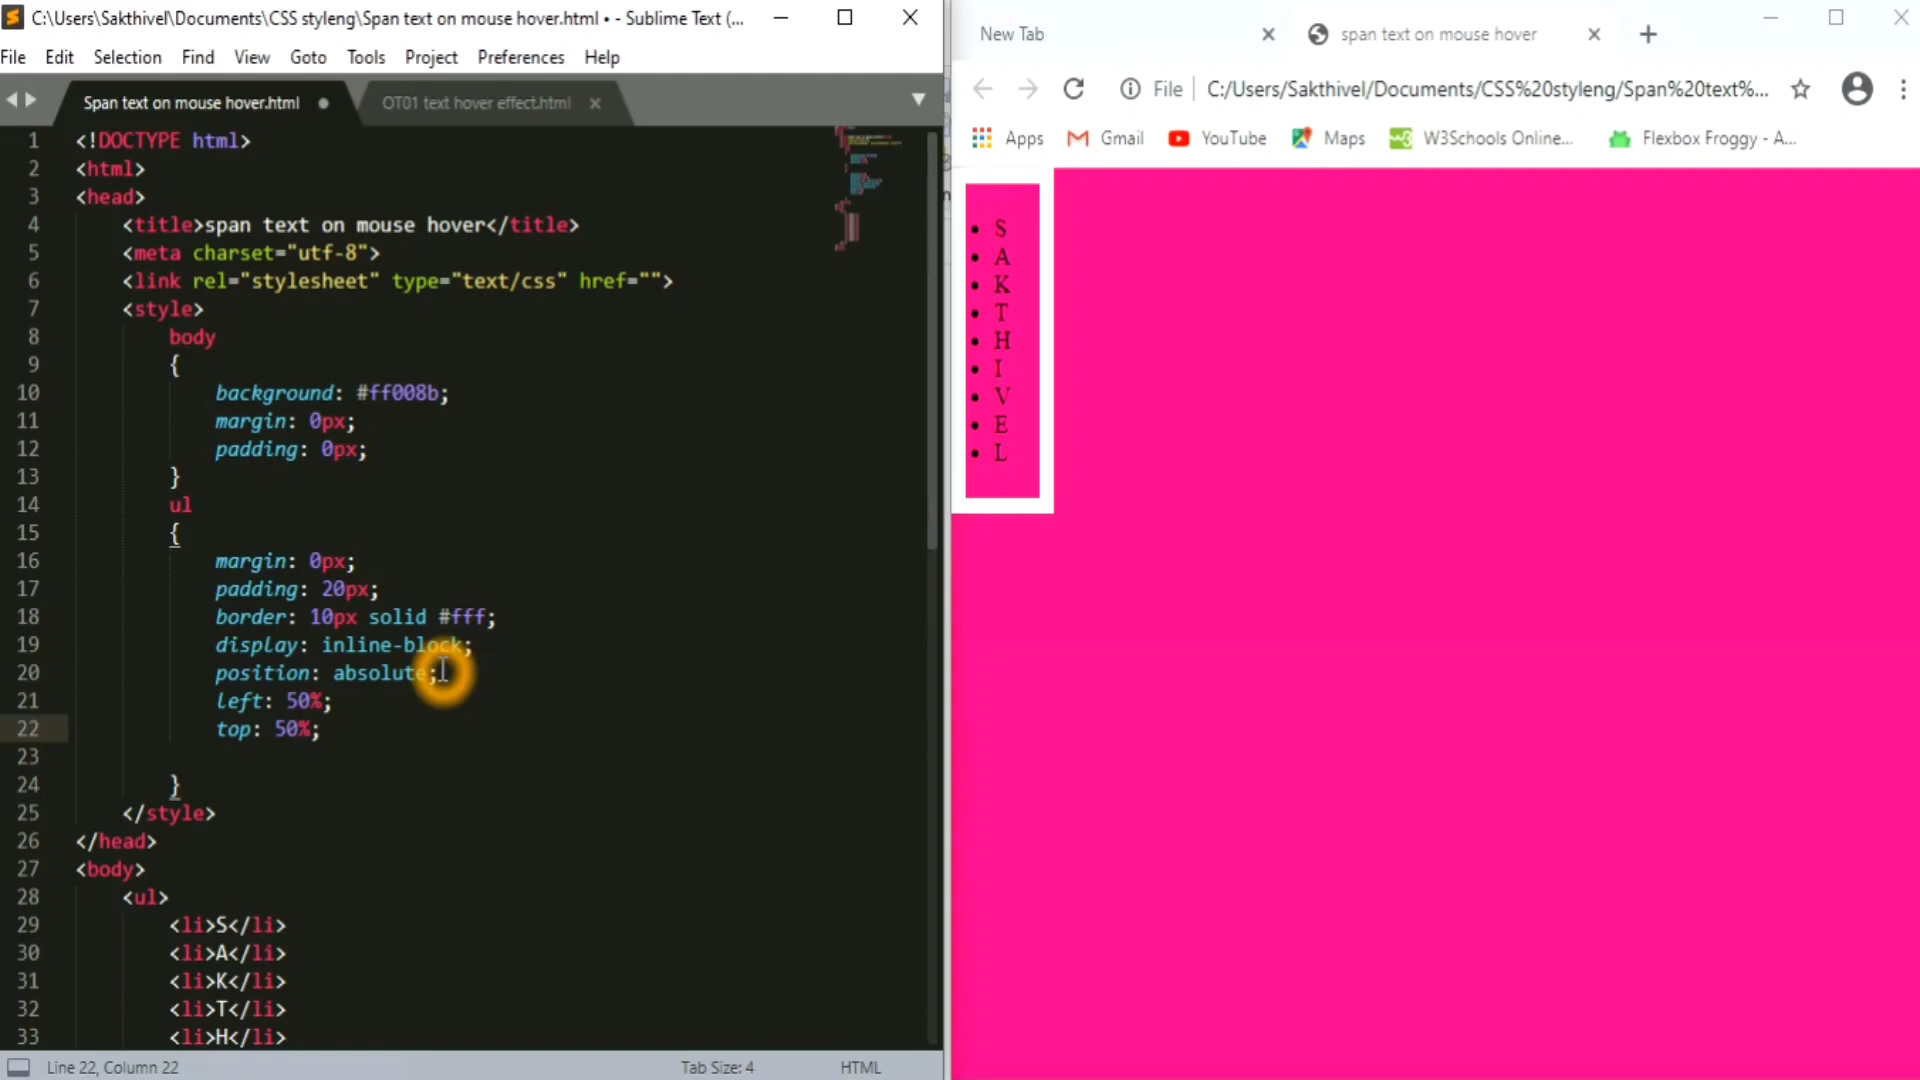 C:\Users\Sakthivel\Documents\CSS styleng\Span text on mouse hover.html • - Sublime Text (...
File Edit Selection Find View Goto Tools Project Preferences Help
Span text on mouse hover.html
OT01 text hover effect.html
1 <!DOCTYPE html>
2 <html>
3 <head>
4 <title>span text on mouse hover</title>
5 <meta charset="utf-8">
6 <link rel="stylesheet" type="text/css" href="">
7 <style>
8 body
9 {
10 background: #ff008b;
11 margin: 0px;
12 padding: 0px;
13 }
14 ul
15 {
16 margin: 0px;
17 padding: 20px;
18 border: 10px solid #fff;
19 display: inline-block;
20 position: absolute;
21 left: 50%;
22 top: 50%;
23
24 }
25 </style>
26 </head>
27 <body>
28 <ul>
29 <li>S</li>
30 <li>A</li>
31 <li>K</li>
32 <li>T</li>
33 <li>H</li>
Line 22, Column 22
Tab Size: 4
HTML
New Tab
span text on mouse hover
File
C:/Users/Sakthivel/Documents/CSS%20styleng/Span%20text%...
Apps
Gmail
YouTube
Maps
W3Schools Online...
Flexbox Froggy - A...
• S
• A
• K
• T
• H
• I
• V
• E
• L